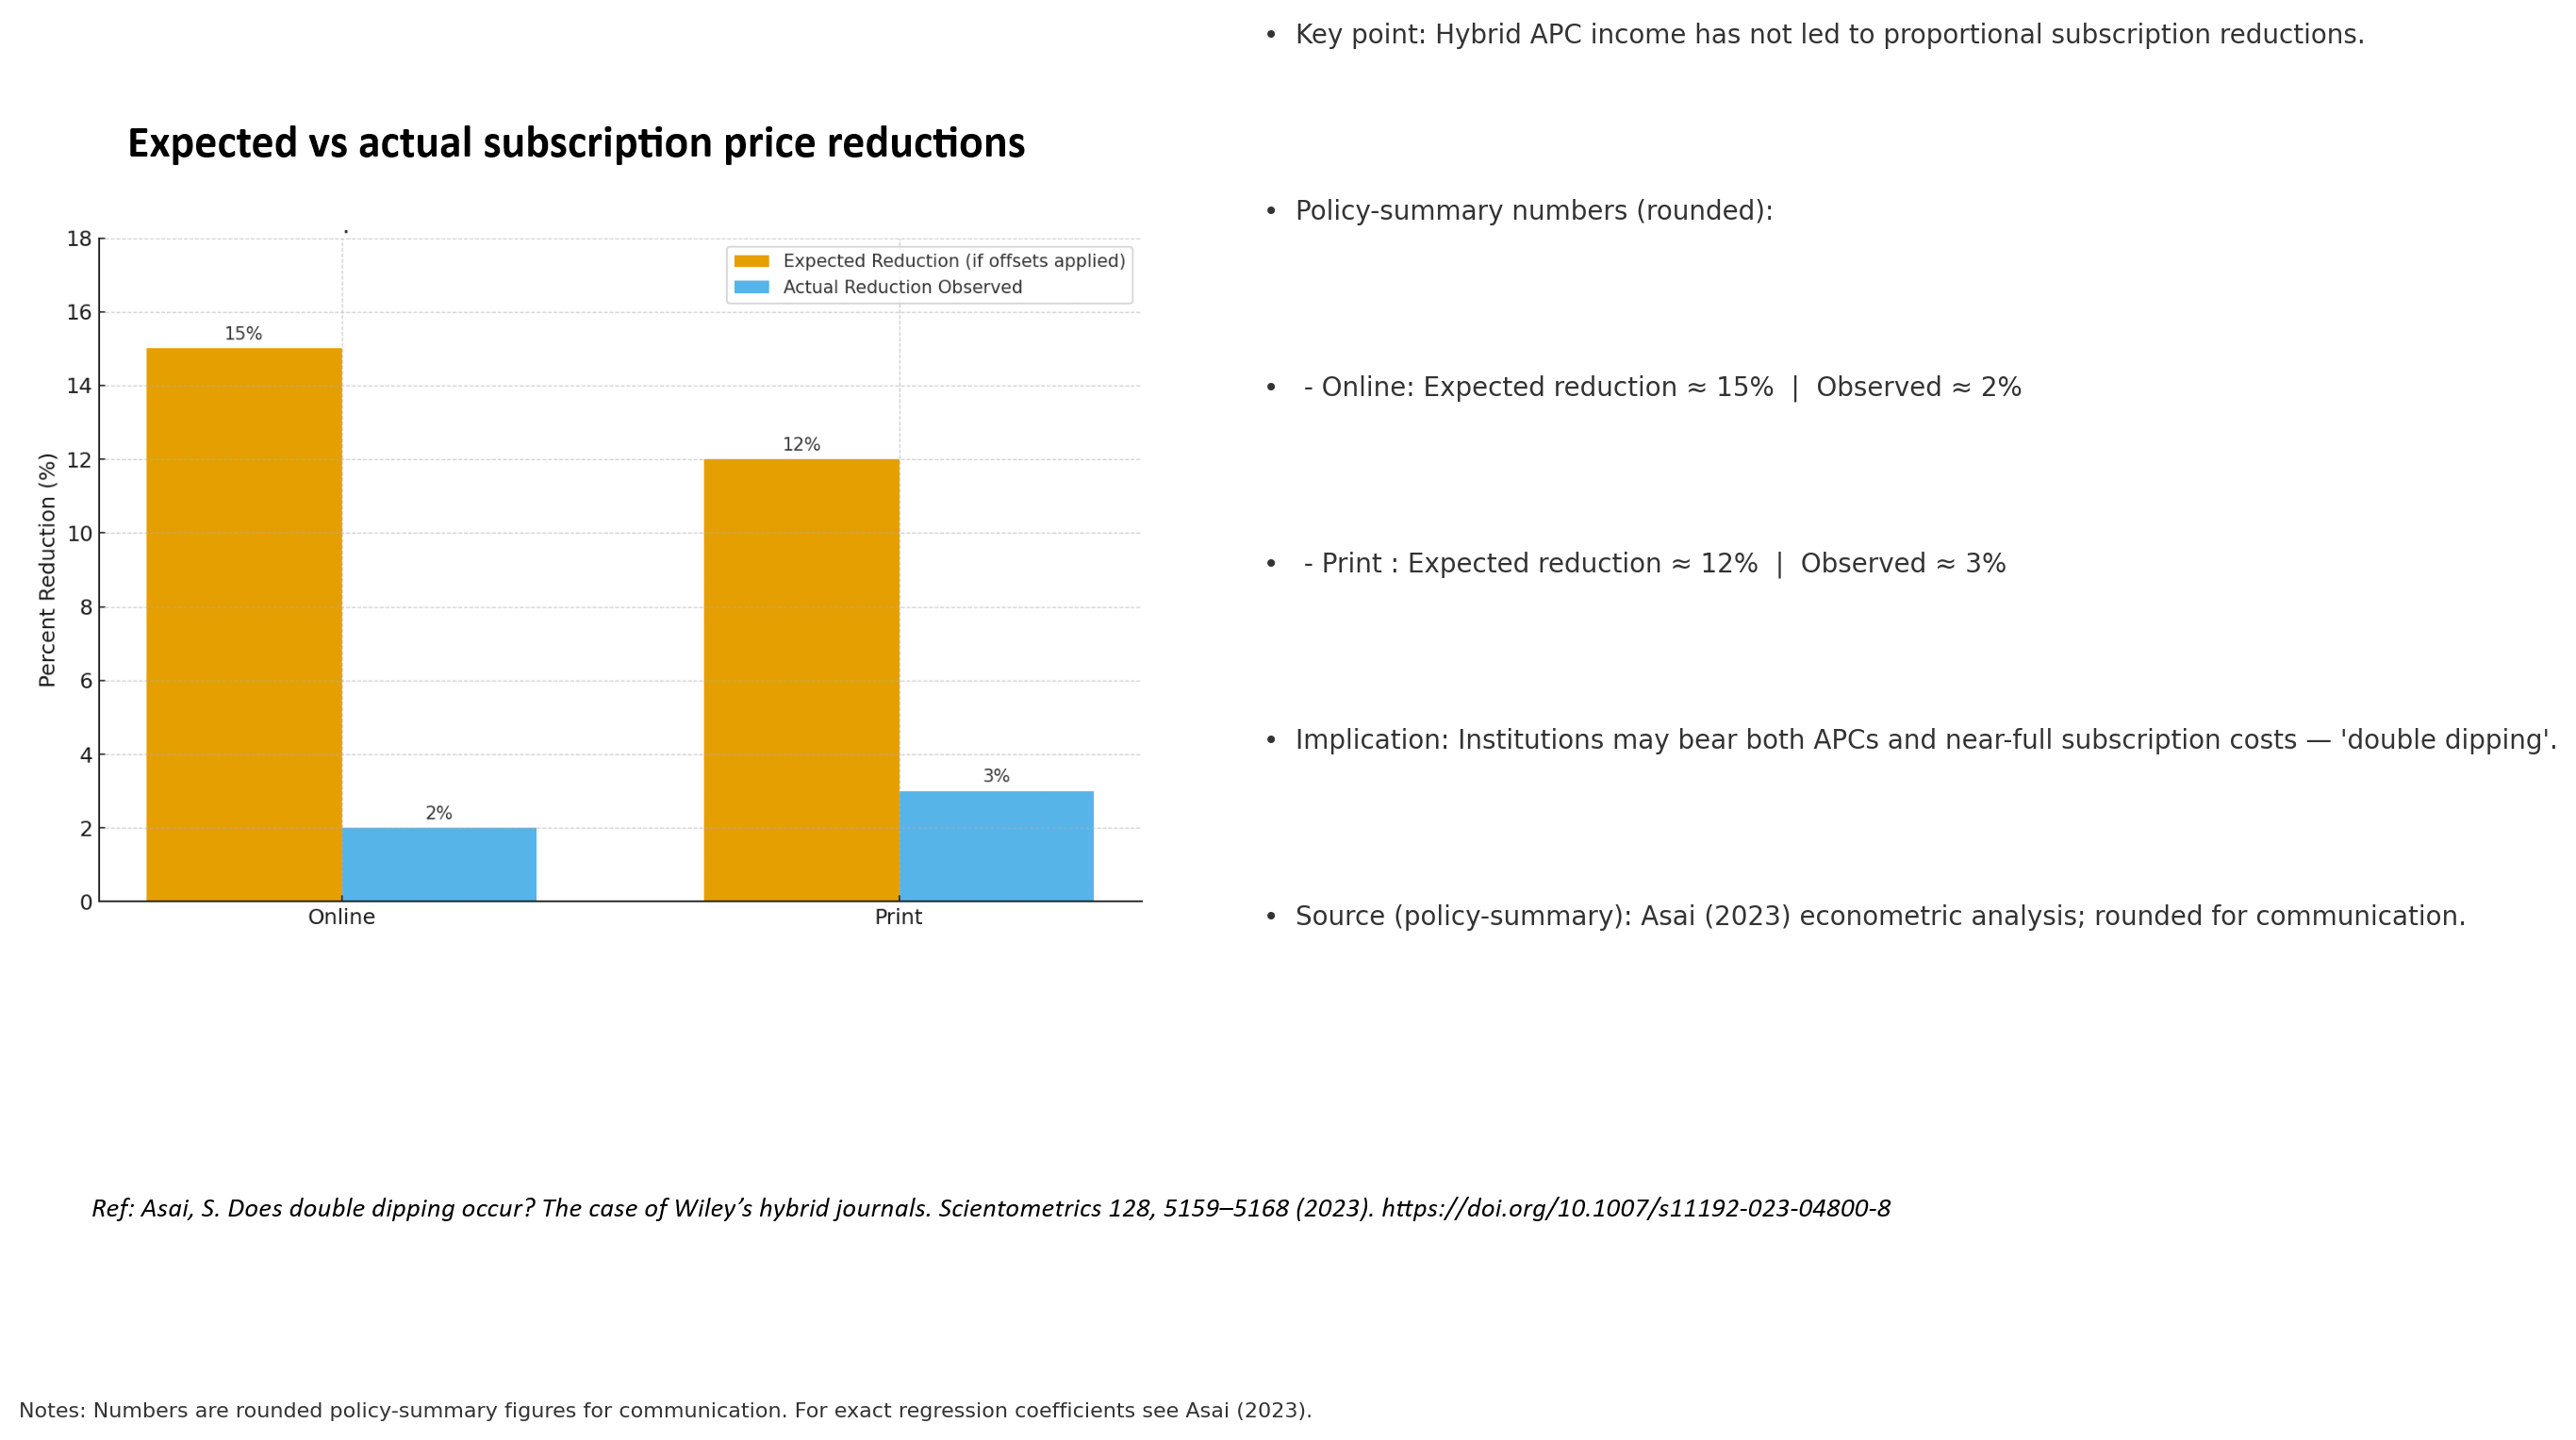 Expected vs actual subscription price reductions
18
16
14
12
10
8
6
4
2
0
Percent Reduction (%)
Expected Reduction (if offsets applied)
Actual Reduction Observed
15%
2%
12%
3%
Online
Print
• Key point: Hybrid APC income has not led to proportional subscription reductions.
• Policy-summary numbers (rounded):
• - Online: Expected reduction ≈ 15% | Observed ≈ 2%
• - Print : Expected reduction ≈ 12% | Observed ≈ 3%
• Implication: Institutions may bear both APCs and near-full subscription costs — 'double dipping'.
• Source (policy-summary): Asai (2023) econometric analysis; rounded for communication.
Ref: Asai, S. Does double dipping occur? The case of Wiley’s hybrid journals. Scientometrics 128, 5159–5168 (2023). https://doi.org/10.1007/s11192-023-04800-8
Notes: Numbers are rounded policy-summary figures for communication. For exact regression coefficients see Asai (2023).